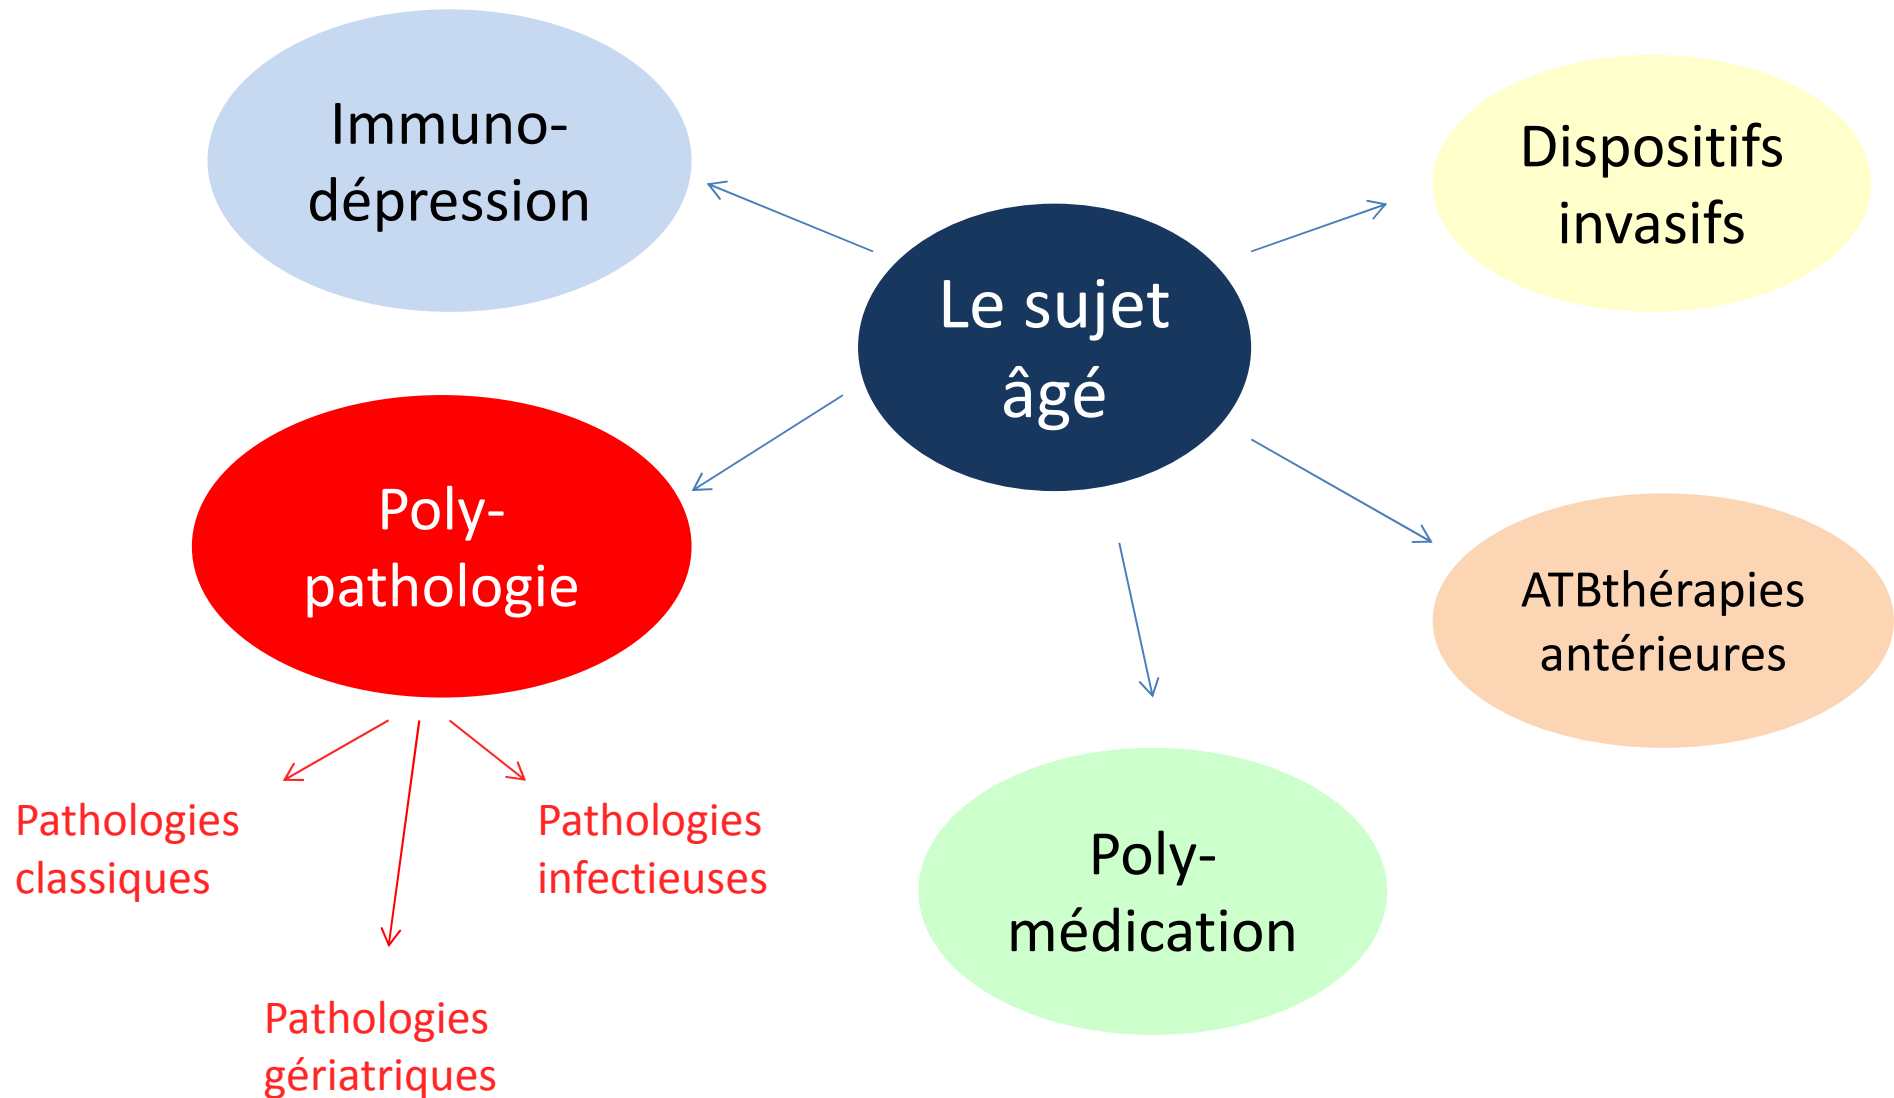 Immuno-
dépression
Dispositifs
invasifs
Le sujet
âgé
Poly-
pathologie
ATBthérapies
antérieures
Pathologies
classiques
Pathologies
infectieuses
Poly-
médication
Pathologies
gériatriques